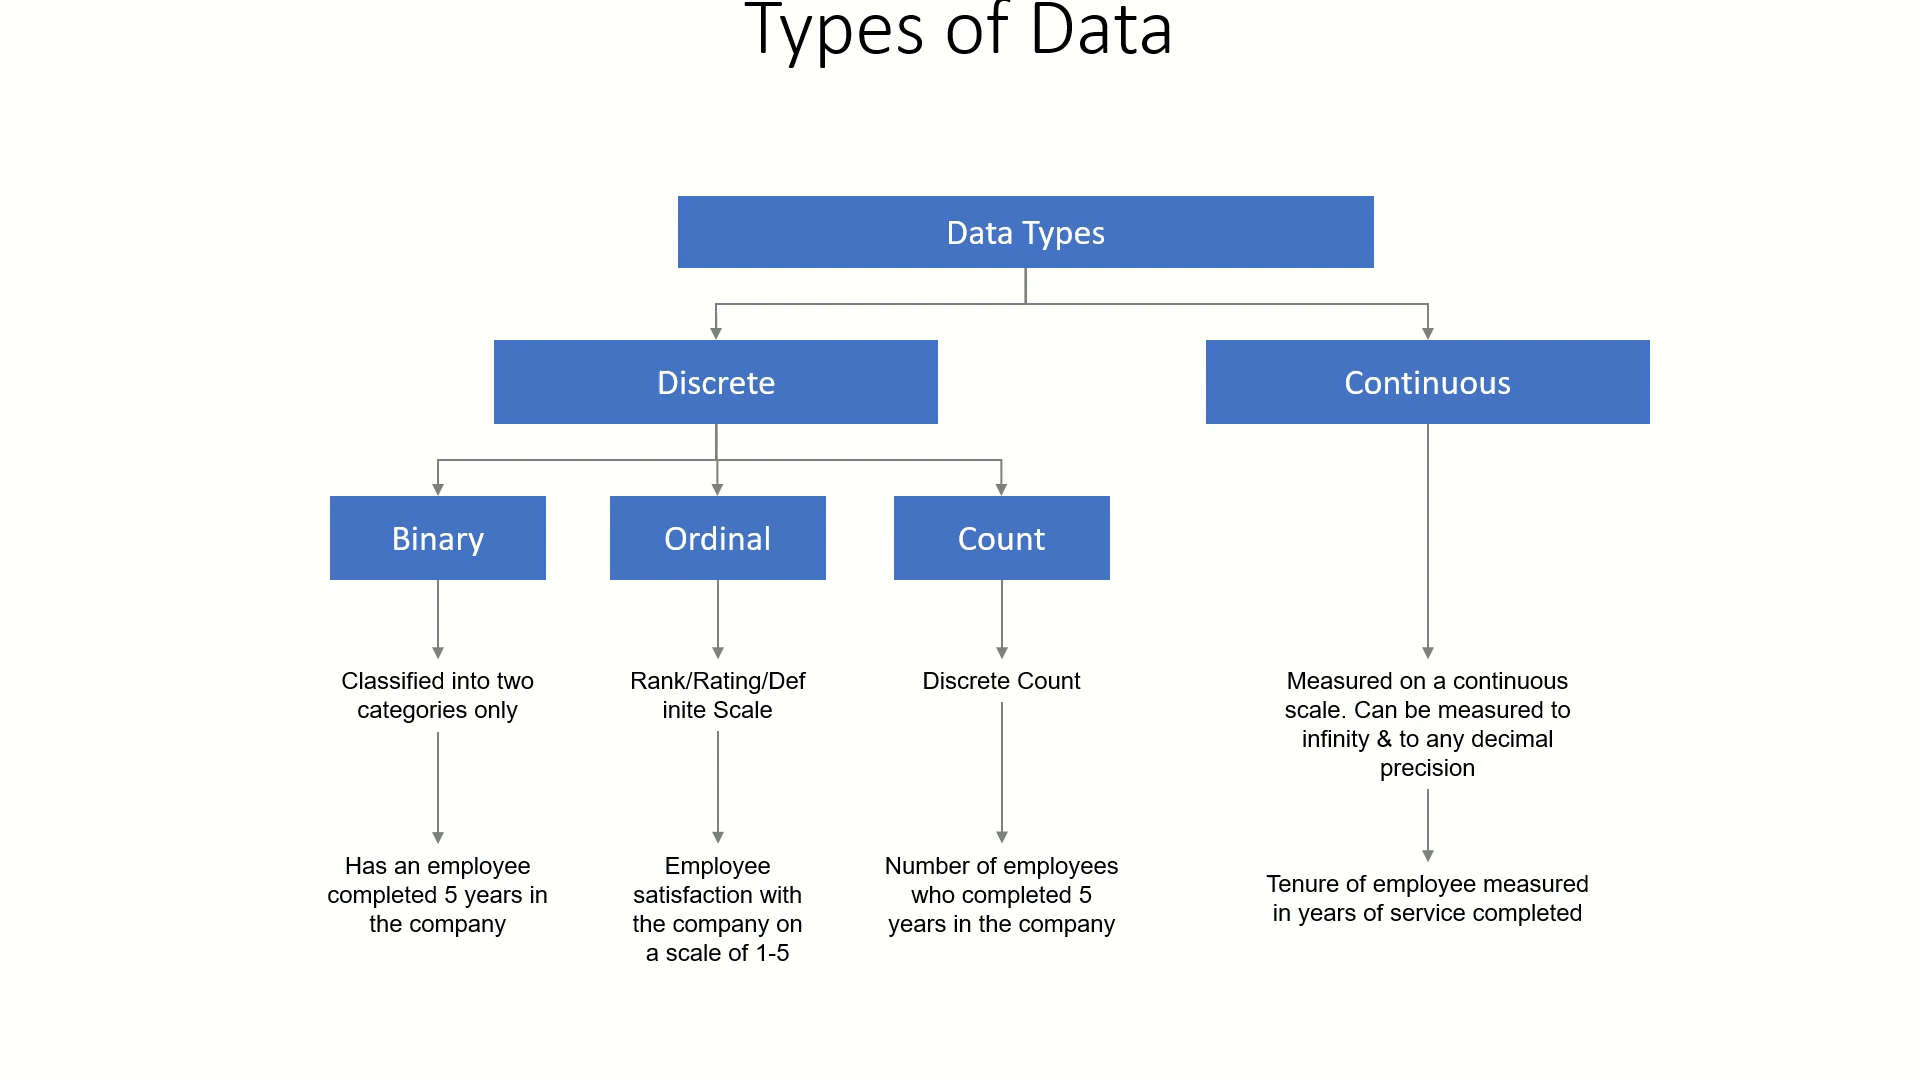 Types of Data
Data Types
Discrete
Continuous
Binary
Ordinal
Count
Classified into two
categories only
Rank/Rating/Def
inite Scale
Discrete Count
Measured on a continuous
scale. Can be measured to
infinity & to any decimal
precision
Has an employee
completed 5 years in
the company
Employee
satisfaction with
the company on
a scale of 1-5
Number of employees
who completed 5
years in the company
Tenure of employee measured
in years of service completed